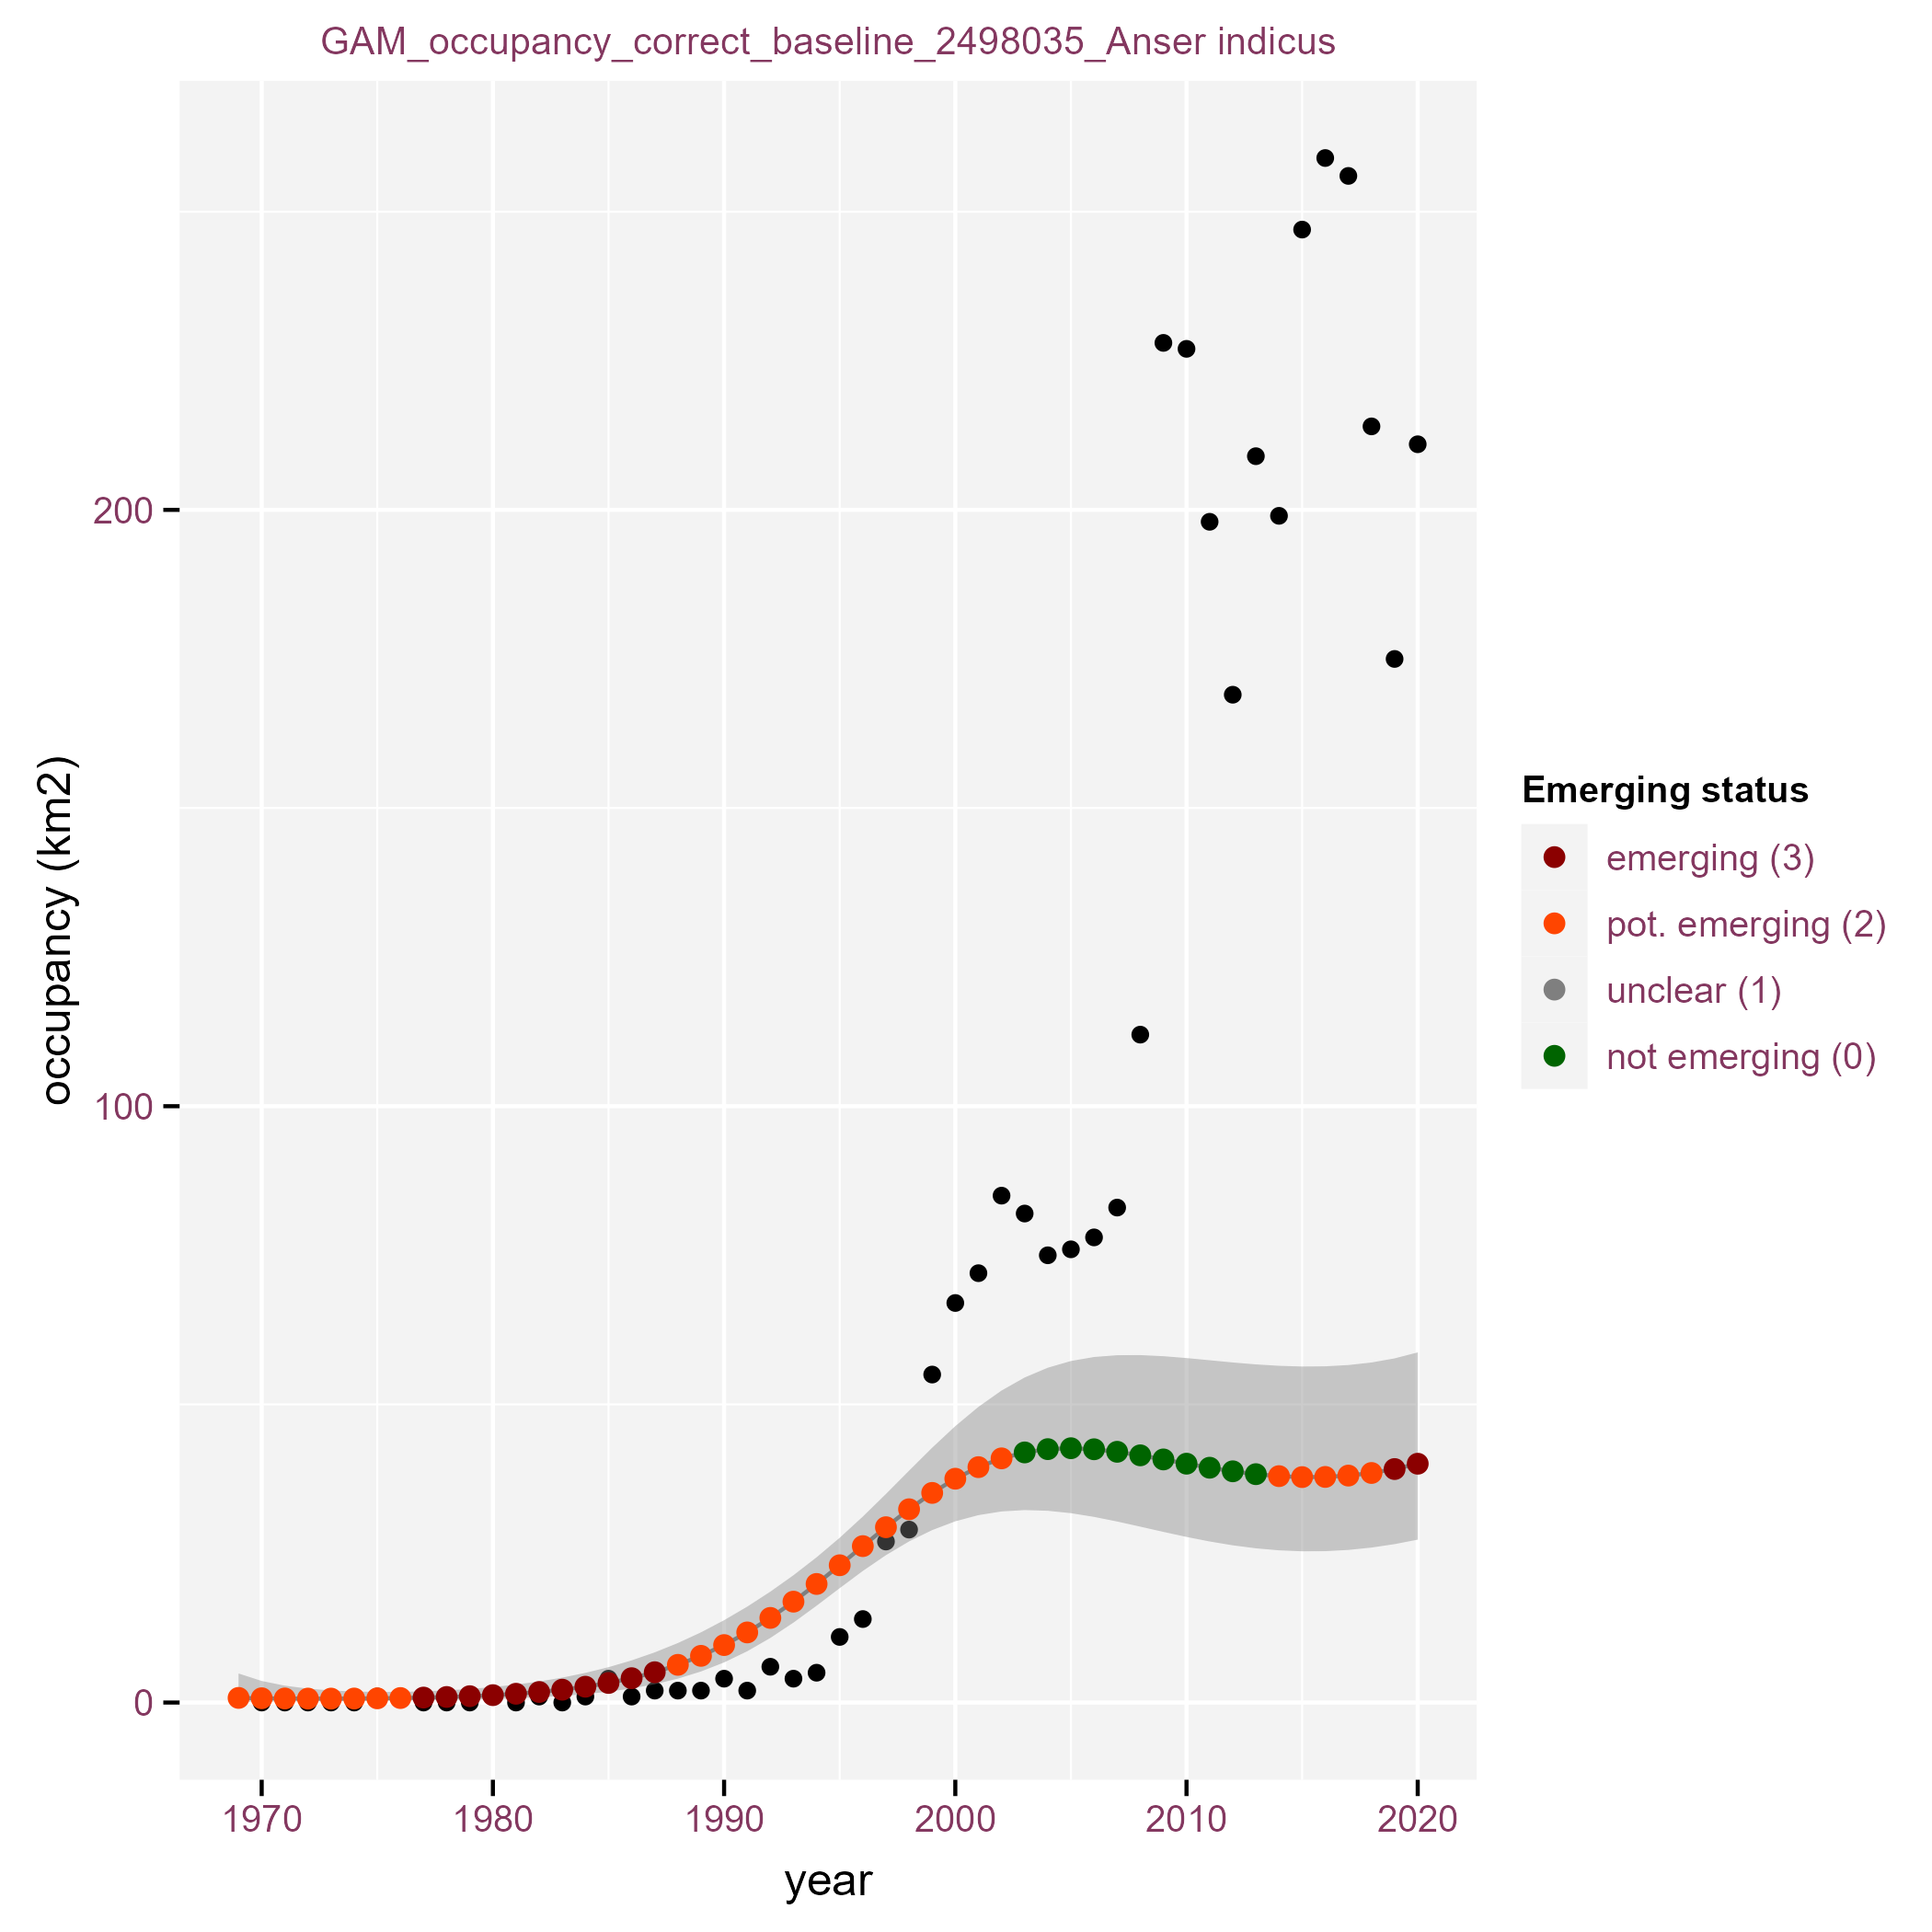 GAM_occupancy_correct_baseline_2498035_Anser indicus
occupancy (km2)
200
100
0
1970 1980 1990 2000 2010 2020
year
Emerging status
emerging (3)
pot. emerging (2)
unclear (1)
not emerging (0)